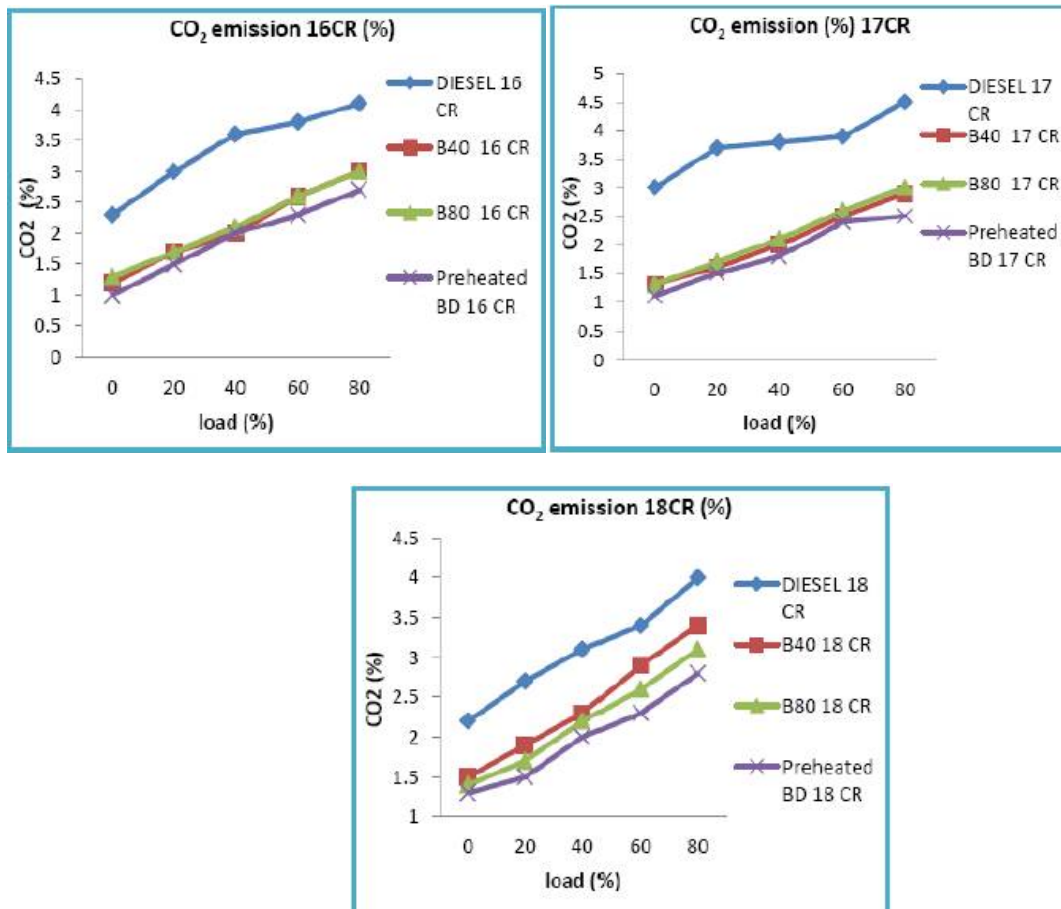 CO₂ emission 16CR (%)
4.5
4
3.5
3
2.5
2
1.5
1
0.5
0
CO2 (%)
0 20 40 60 80
load (%)
DIESEL 16
CR
B40 16 CR
B80 16 CR
Preheated
BD 16 CR
CO₂ emission (%) 17CR
5
4.5
4
3.5
3
2.5
2
1.5
1
0.5
0
CO2 (%)
0 20 40 60 80
load (%)
DIESEL 17
CR
B40 17 CR
B80 17 CR
Preheated
BD 17 CR
CO₂ emission 18CR (%)
4.5
4
3.5
3
2.5
2
1.5
1
CO2 (%)
0 20 40 60 80
load (%)
DIESEL 18
CR
B40 18 CR
B80 18 CR
Preheated
BD 18 CR